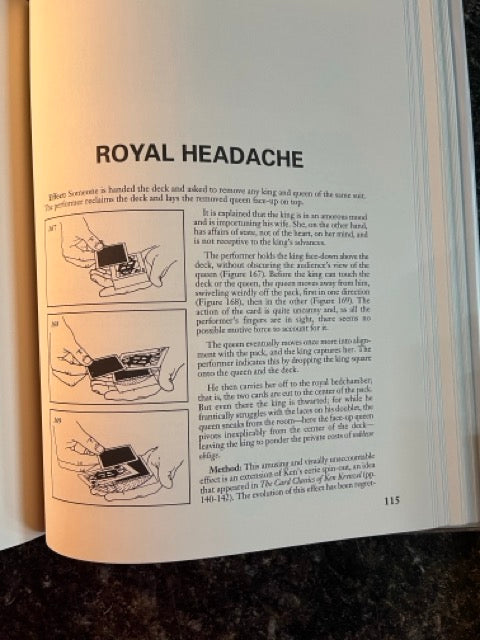 ROYAL HEADACHE
Effect: Someone is handed the deck and asked to remove any king and queen of the same suit.
The performer reclaims the deck and lays the removed queen face-up on top.
167
It is explained that the king is in an amorous mood
and is importuning his wife. She, on the other hand,
has affairs of state, not of the heart, on her mind, and
is not receptive to the king's advances.
The performer holds the king face-down above the
deck, without obscuring the audience's view of the
queen (Figure 167). Before the king can touch the
deck or the queen, the queen moves away from him,
swiveling weirdly off the pack, first in one direction
(Figure 168), then in the other (Figure 169). The
action of the card is quite uncanny and, as all the
performer's fingers are in sight, there seems no
possible motive force to account for it.
168
The queen eventually moves once more into align-
ment with the pack, and the king captures her. The
performer indicates this by dropping the king square
onto the queen and the deck.
He then carries her off to the royal bedchamber;
that is, the two cards are cut to the center of the pack.
But even there the king is thwarted; for while he
frantically struggles with the laces on his doublet, the
queen sneaks from the room—here the face-up queen
pivots inexplicably from the center of the deck—
leaving the king to ponder the private costs of noblesse
oblige.
169
Method: This amusing and visually unaccountable
effect is an extension of Ken's eerie spin-out, an idea
that appeared in The Card Classics of Ken Krenzel (pp.
140-142). The evolution of this effect has been regret-
115